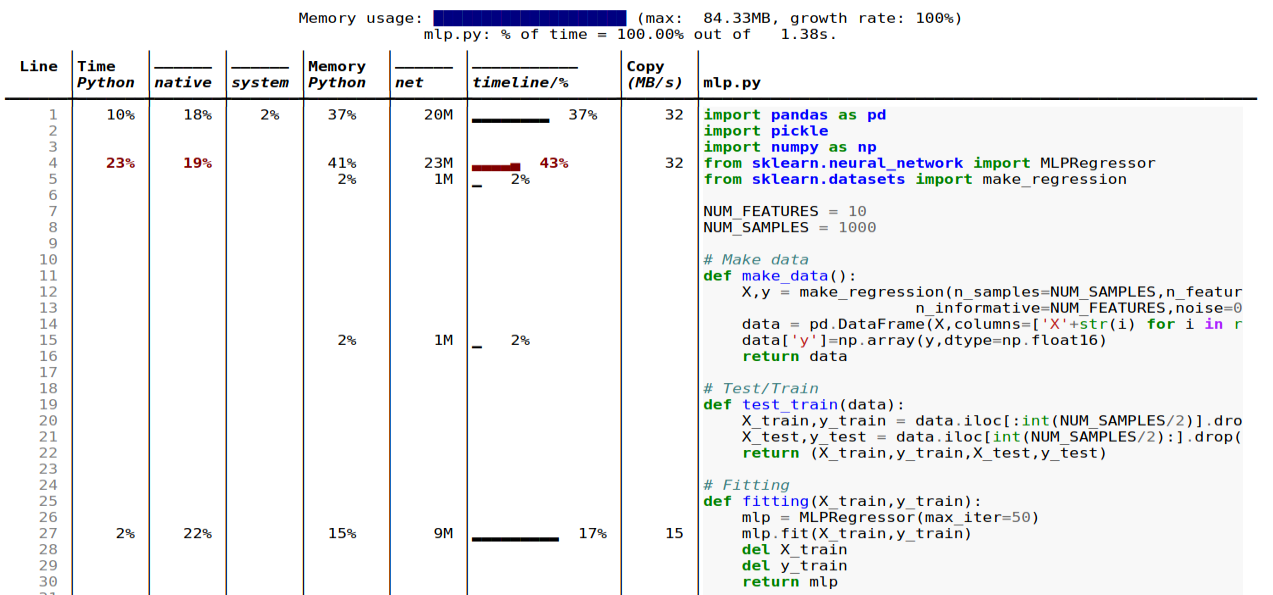 Memory usage: (max: 84.33MB, growth rate: 100%)
mlp.py: % of time = 100.00% out of 1.38s.
Line Time Python native system Memory Python net timeline/% Copy (MB/s) mlp.py
1 10% 18% 2% 37% 20M 37% 32 import pandas as pd
2 import pickle
3 import numpy as np
4 23% 19% 41% 23M 43% 32 from sklearn.neural_network import MLPRegressor
5 2% 1M 2% from sklearn.datasets import make_regression
6
7 NUM_FEATURES = 10
8 NUM_SAMPLES = 1000
9
10 # Make data
11 def make_data():
12 X,y = make_regression(n_samples=NUM_SAMPLES,n_featur
13 n_informative=NUM_FEATURES,noise=0
14 data = pd.DataFrame(X,columns=['X'+str(i) for i in r
15 2% 1M 2% data['y']=np.array(y,dtype=np.float16)
16 return data
17
18 # Test/Train
19 def test_train(data):
20 X_train,y_train = data.iloc[:int(NUM_SAMPLES/2)].dro
21 X_test,y_test = data.iloc[int(NUM_SAMPLES/2):].drop(
22 return (X_train,y_train,X_test,y_test)
23
24 # Fitting
25 def fitting(X_train,y_train):
26 mlp = MLPRegressor(max_iter=50)
27 2% 22% 15% 9M 17% 15 mlp.fit(X_train,y_train)
28 del X_train
29 del y_train
30 return mlp